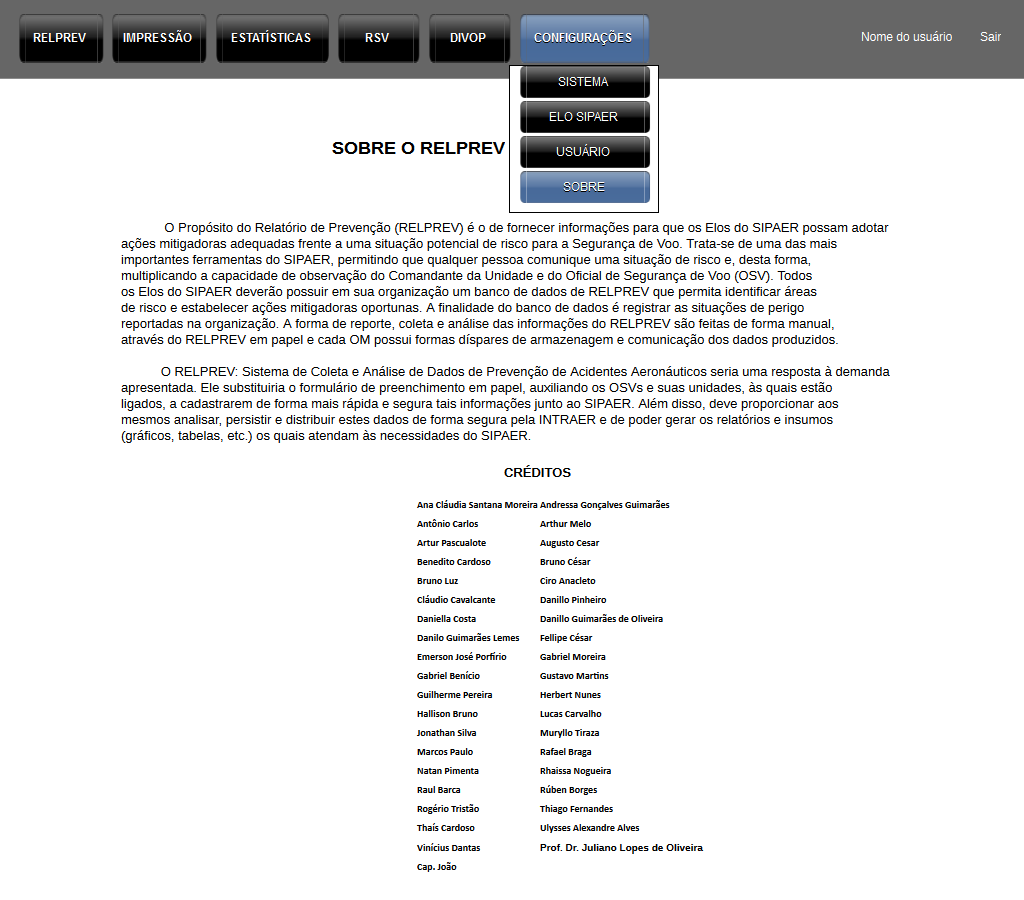 RELPREV IMPRESSÃO ESTATÍSTICAS RSV DIVOP CONFIGURAÇÕES Nome do usuário Sair
SISTEMA
ELO SIPAER
USUÁRIO
SOBRE
SOBRE O RELPREV
O Propósito do Relatório de Prevenção (RELPREV) é o de fornecer informações para que os Elos do SIPAER possam adotar
ações mitigadoras adequadas frente a uma situação potencial de risco para a Segurança de Voo. Trata-se de uma das mais
importantes ferramentas do SIPAER, permitindo que qualquer pessoa comunique uma situação de risco e, desta forma,
multiplicando a capacidade de observação do Comandante da Unidade e do Oficial de Segurança de Voo (OSV). Todos
os Elos do SIPAER deverão possuir em sua organização um banco de dados de RELPREV que permita identificar áreas
de risco e estabelecer ações mitigadoras oportunas. A finalidade do banco de dados é registrar as situações de perigo
reportadas na organização. A forma de reporte, coleta e análise das informações do RELPREV são feitas de forma manual,
através do RELPREV em papel e cada OM possui formas díspares de armazenagem e comunicação dos dados produzidos.
O RELPREV: Sistema de Coleta e Análise de Dados de Prevenção de Acidentes Aeronáuticos seria uma resposta à demanda
apresentada. Ele substituiria o formulário de preenchimento em papel, auxiliando os OSVs e suas unidades, às quais estão
ligados, a cadastrarem de forma mais rápida e segura tais informações junto ao SIPAER. Além disso, deve proporcionar aos
mesmos analisar, persistir e distribuir estes dados de forma segura pela INTRAER e de poder gerar os relatórios e insumos
(gráficos, tabelas, etc.) os quais atendam às necessidades do SIPAER.
CRÉDITOS
Ana Cláudia Santana Moreira Andressa Gonçalves Guimarães
Antônio Carlos Arthur Melo
Artur Pascualote Augusto Cesar
Benedito Cardoso Bruno César
Bruno Luz Ciro Anacleto
Cláudio Cavalcante Danillo Pinheiro
Daniella Costa Danillo Guimarães de Oliveira
Danilo Guimarães Lemes Fellipe César
Emerson José Porfírio Gabriel Moreira
Gabriel Benício Gustavo Martins
Guilherme Pereira Herbert Nunes
Hallison Bruno Lucas Carvalho
Jonathan Silva Muryllo Tiraza
Marcos Paulo Rafael Braga
Natan Pimenta Rhaissa Nogueira
Raul Barca Rúben Borges
Rogério Tristão Thiago Fernandes
Thaís Cardoso Ulysses Alexandre Alves
Vinícius Dantas Prof. Dr. Juliano Lopes de Oliveira
Cap. João